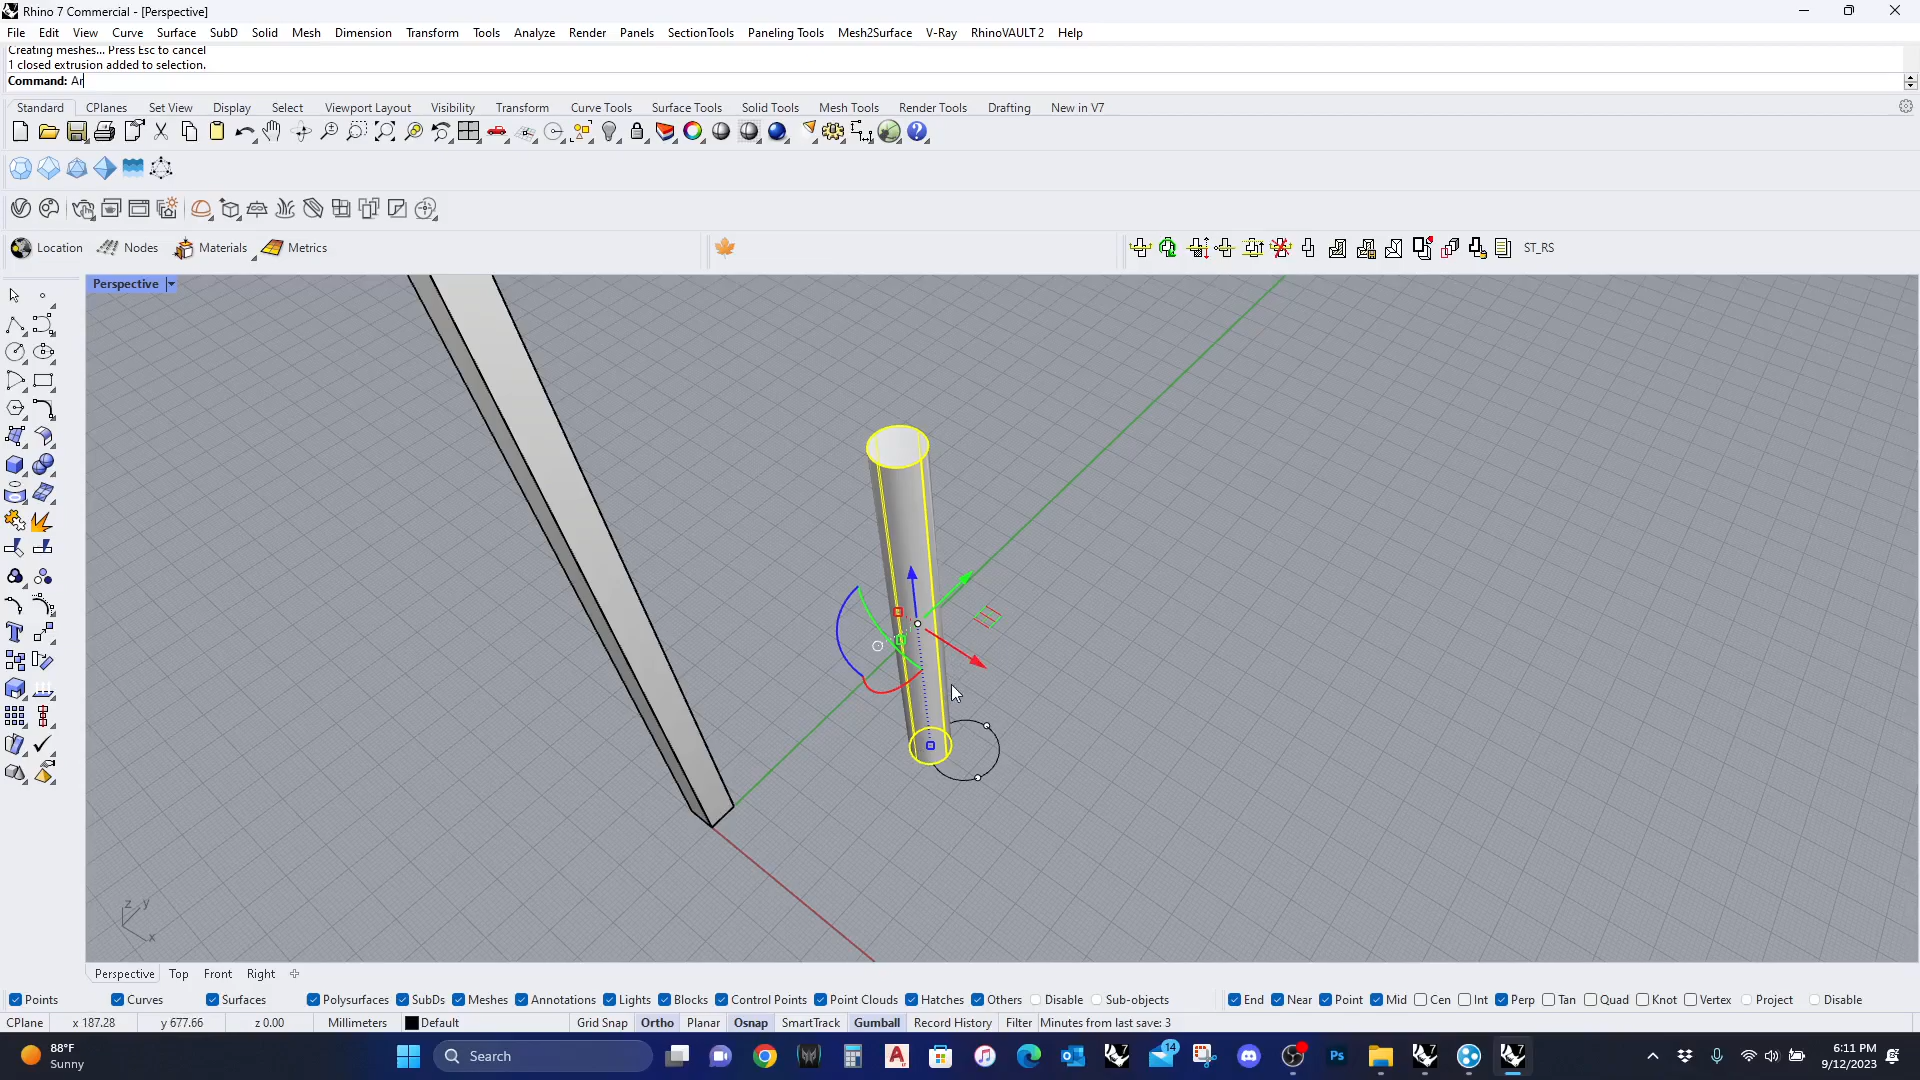 Rhino 7 Commercial - [Perspective]
File Edit View Curve Surface SubD Solid Mesh Dimension Transform Tools Analyze Render Panels SectionTools Paneling Tools Mesh2Surface V-Ray RhinoVAULT 2 Help
Creating meshes... Press Esc to cancel
1 closed extrusion added to selection.
Command: Ar
Standard CPlanes Set View Display Select Viewport Layout Visibility Transform Curve Tools Surface Tools Solid Tools Mesh Tools Render Tools Drafting New in V7
Location Nodes Materials Metrics ST_RS
Perspective
z y
x
Perspective Top Front Right
Points Curves Surfaces Polysurfaces SubDs Meshes Annotations Lights Blocks Control Points Point Clouds Hatches Others Disable Sub-objects End Near Point Mid Cen Int Perp Tan Quad Knot Vertex Project Disable
CPlane x 187.28 y 677.66 z 0.00 Millimeters Default Grid Snap Ortho Planar Osnap SmartTrack Gumball Record History Filter Minutes from last save: 3
88°F
Sunny
Search
14
Ps
6:11 PM
9/12/2023